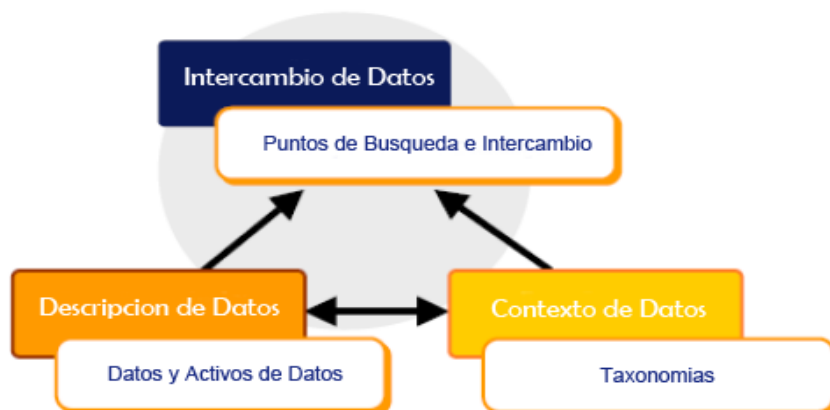 Intercambio de Datos
Puntos de Busqueda e Intercambio
Descripcion de Datos
Datos y Activos de Datos
Contexto de Datos
Taxonomias